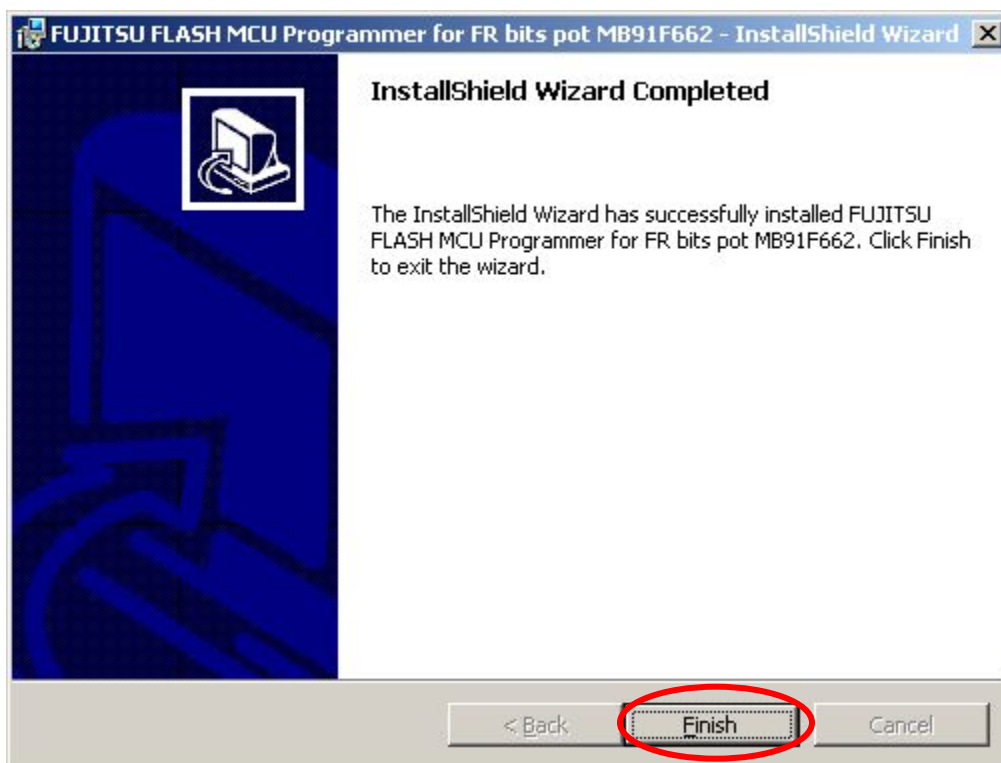 FUJITSU FLASH MCU Programmer for FR bits pot MB91F662 - InstallShield Wizard
InstallShield Wizard Completed
The InstallShield Wizard has successfully installed FUJITSU
FLASH MCU Programmer for FR bits pot MB91F662. Click Finish
to exit the wizard.
< Back Finish Cancel